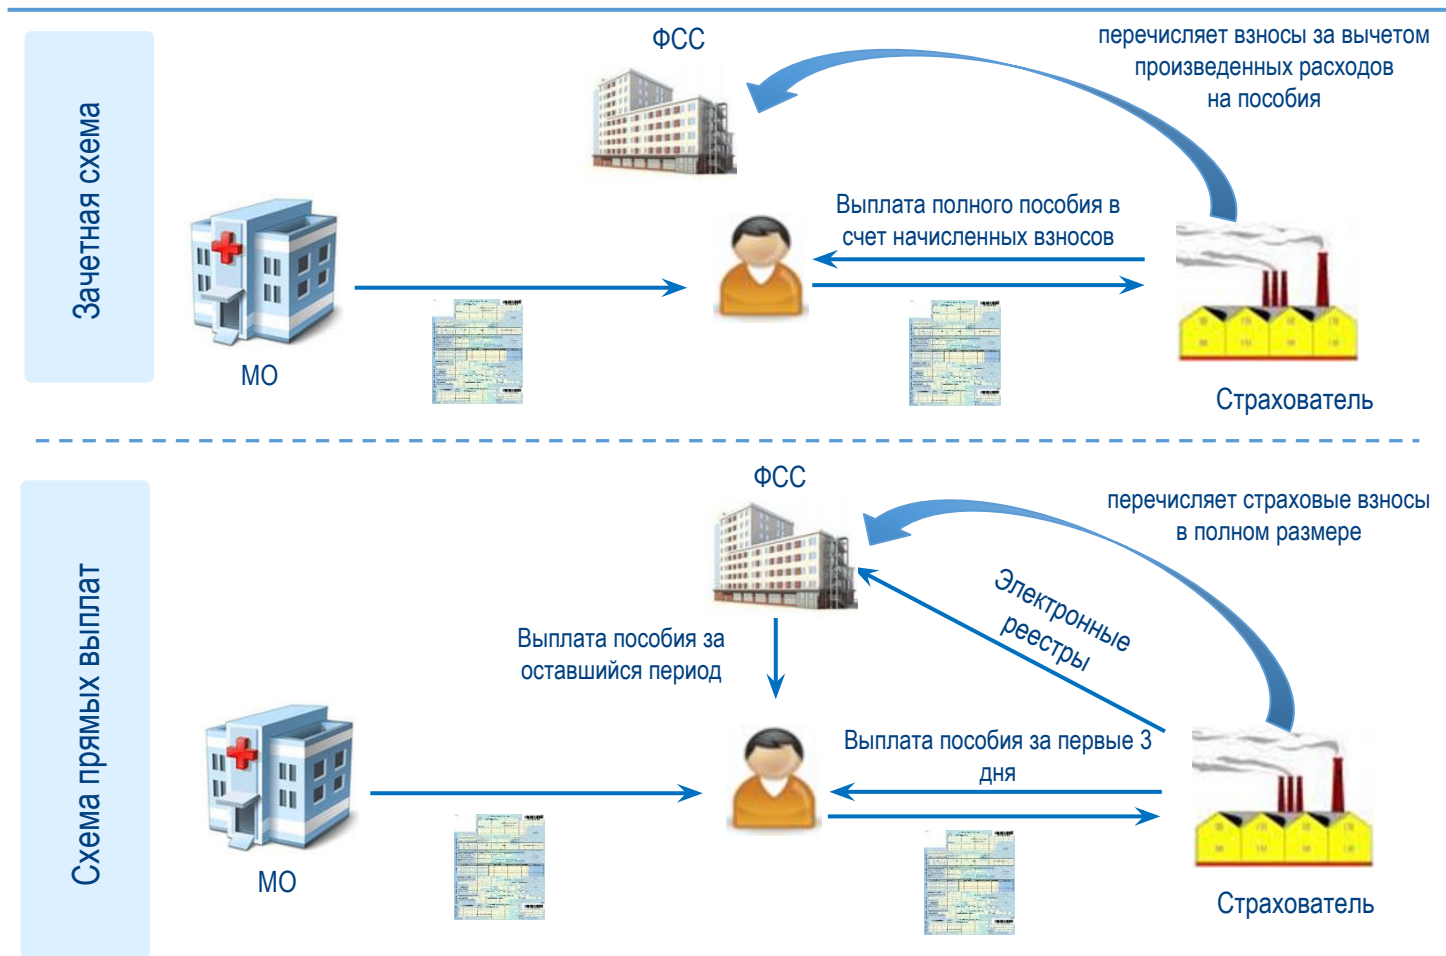 Зачетная схема
ФСС
перечисляет взносы за вычетом
произведенных расходов
на пособия
Выплата полного пособия в
счет начисленных взносов
МО
Страхователь
Схема прямых выплат
ФСС
перечисляет страховые взносы
в полном размере
Электронные
реестры
Выплата пособия за
оставшийся период
Выплата пособия за первые 3
дня
МО
Страхователь